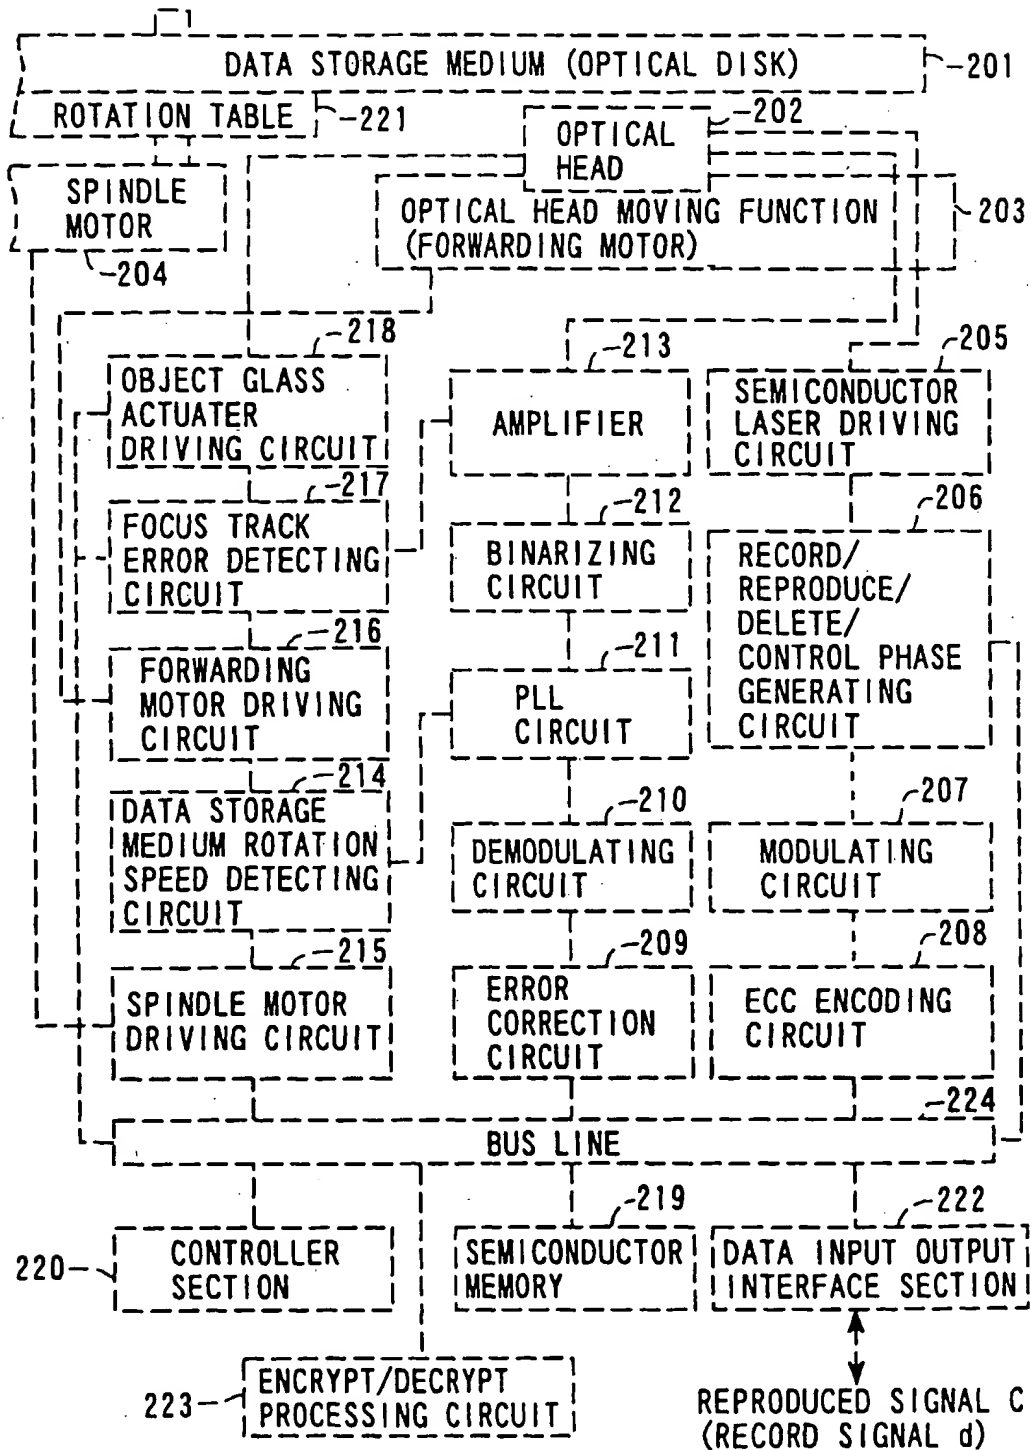 DATA STORAGE MEDIUM (OPTICAL DISK)
201
ROTATION TABLE
221
OPTICAL
HEAD
202
SPINDLE
MOTOR
204
OPTICAL HEAD MOVING FUNCTION
(FORWARDING MOTOR)
203
218
OBJECT GLASS
ACTUATER
DRIVING CIRCUIT
213
AMPLIFIER
205
SEMICONDUCTOR
LASER DRIVING
CIRCUIT
217
FOCUS TRACK
ERROR DETECTING
CIRCUIT
212
BINARIZING
CIRCUIT
206
RECORD/
REPRODUCE/
DELETE/
CONTROL PHASE
GENERATING
CIRCUIT
216
FORWARDING
MOTOR DRIVING
CIRCUIT
211
PLL
CIRCUIT
214
DATA STORAGE
MEDIUM ROTATION
SPEED DETECTING
CIRCUIT
210
DEMODULATING
CIRCUIT
207
MODULATING
CIRCUIT
215
SPINDLE MOTOR
DRIVING CIRCUIT
209
ERROR
CORRECTION
CIRCUIT
208
ECC ENCODING
CIRCUIT
224
BUS LINE
220
CONTROLLER
SECTION
219
SEMICONDUCTOR
MEMORY
222
DATA INPUT OUTPUT
INTERFACE SECTION
223
ENCRYPT/DECRYPT
PROCESSING CIRCUIT
REPRODUCED SIGNAL C
(RECORD SIGNAL d)